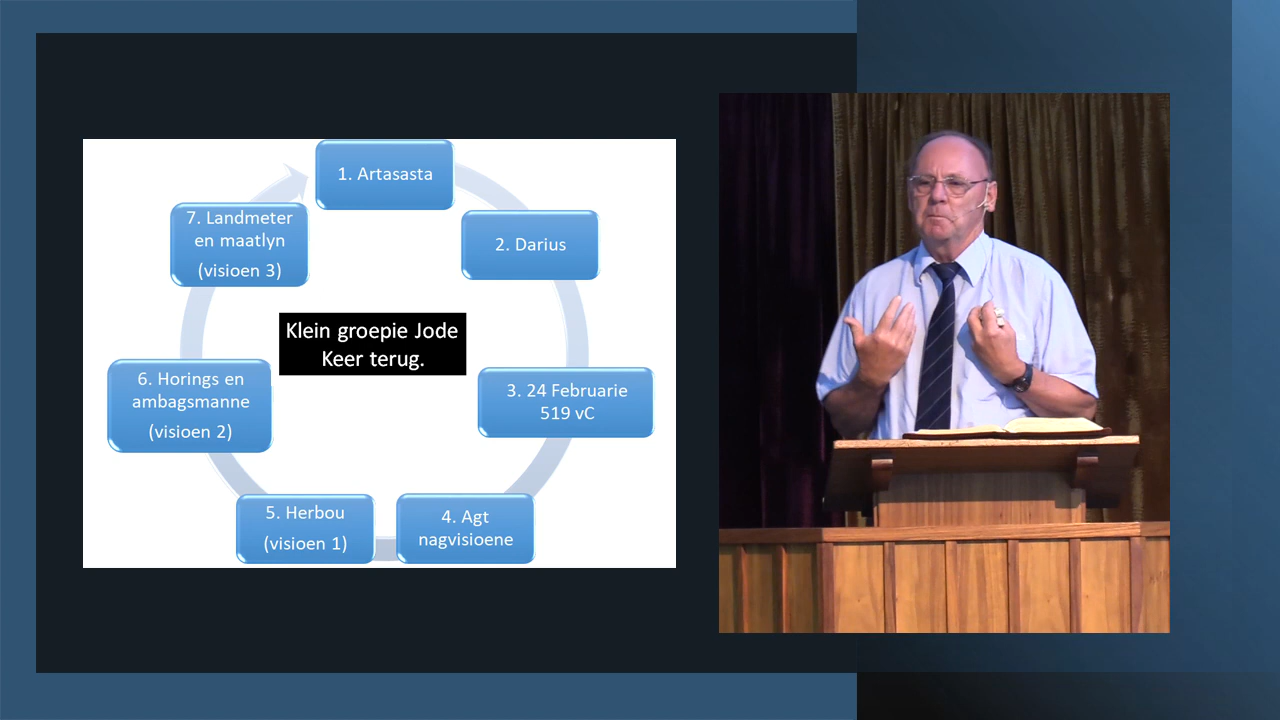 1. Artasasta
2. Darius
3. 24 Februarie
519 vC
4. Agt
nagvisioene
5. Herbou
(visioen 1)
6. Horings en
ambagsmanne
(visioen 2)
7. Landmeter
en maatlyn
(visioen 3)
Klein groepie Jode
Keer terug.